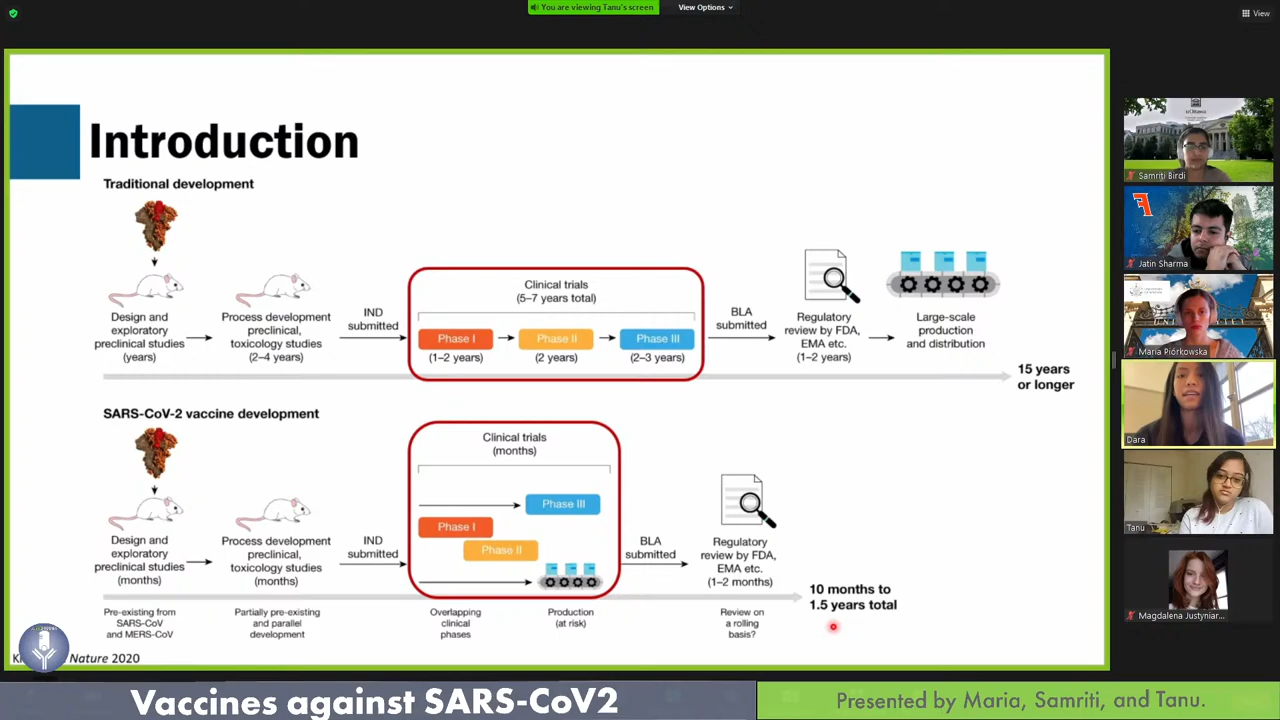 You are viewing Tanu's screen
View Options
View
Introduction
Traditional development
Design and
exploratory
preclinical studies
(years)
Process development
preclinical,
toxicology studies
(2–4 years)
IND
submitted
Clinical trials
(5–7 years total)
Phase I
Phase II
Phase III
(1–2 years)
(2 years)
(2–3 years)
BLA
submitted
Regulatory
review by FDA,
EMA etc.
(1–2 years)
Large-scale
production
and distribution
15 years
or longer
SARS-CoV-2 vaccine development
Design and
exploratory
preclinical studies
(months)
Process development
preclinical,
toxicology studies
(months)
IND
submitted
Clinical trials
(months)
Phase III
Phase I
Phase II
BLA
submitted
Regulatory
review by FDA,
EMA etc.
(1–2 months)
10 months to
1.5 years total
Pre-existing from
SARS-CoV
and MERS-CoV
Partially pre-existing
and parallel
development
Overlapping
clinical
phases
Production
(at risk)
Review on
a rolling
basis?
Nature 2020
Samriti Birdi
Jatin Sharma
Maria Piórkowska
Dara
Tanu
Magdalena Justyniar...
Vaccines against SARS-CoV2
Presented by Maria, Samriti, and Tanu.